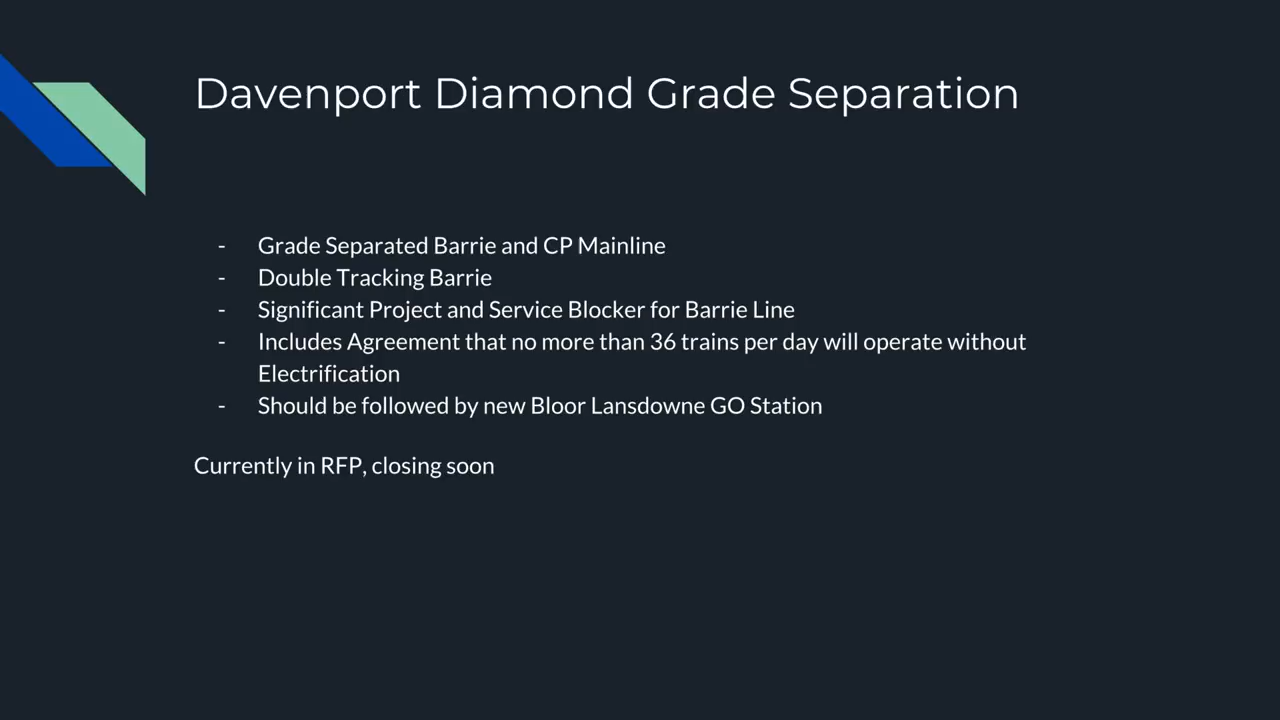 Davenport Diamond Grade Separation
- Grade Separated Barrie and CP Mainline
- Double Tracking Barrie
- Significant Project and Service Blocker for Barrie Line
- Includes Agreement that no more than 36 trains per day will operate without
Electrification
- Should be followed by new Bloor Lansdowne GO Station
Currently in RFP, closing soon